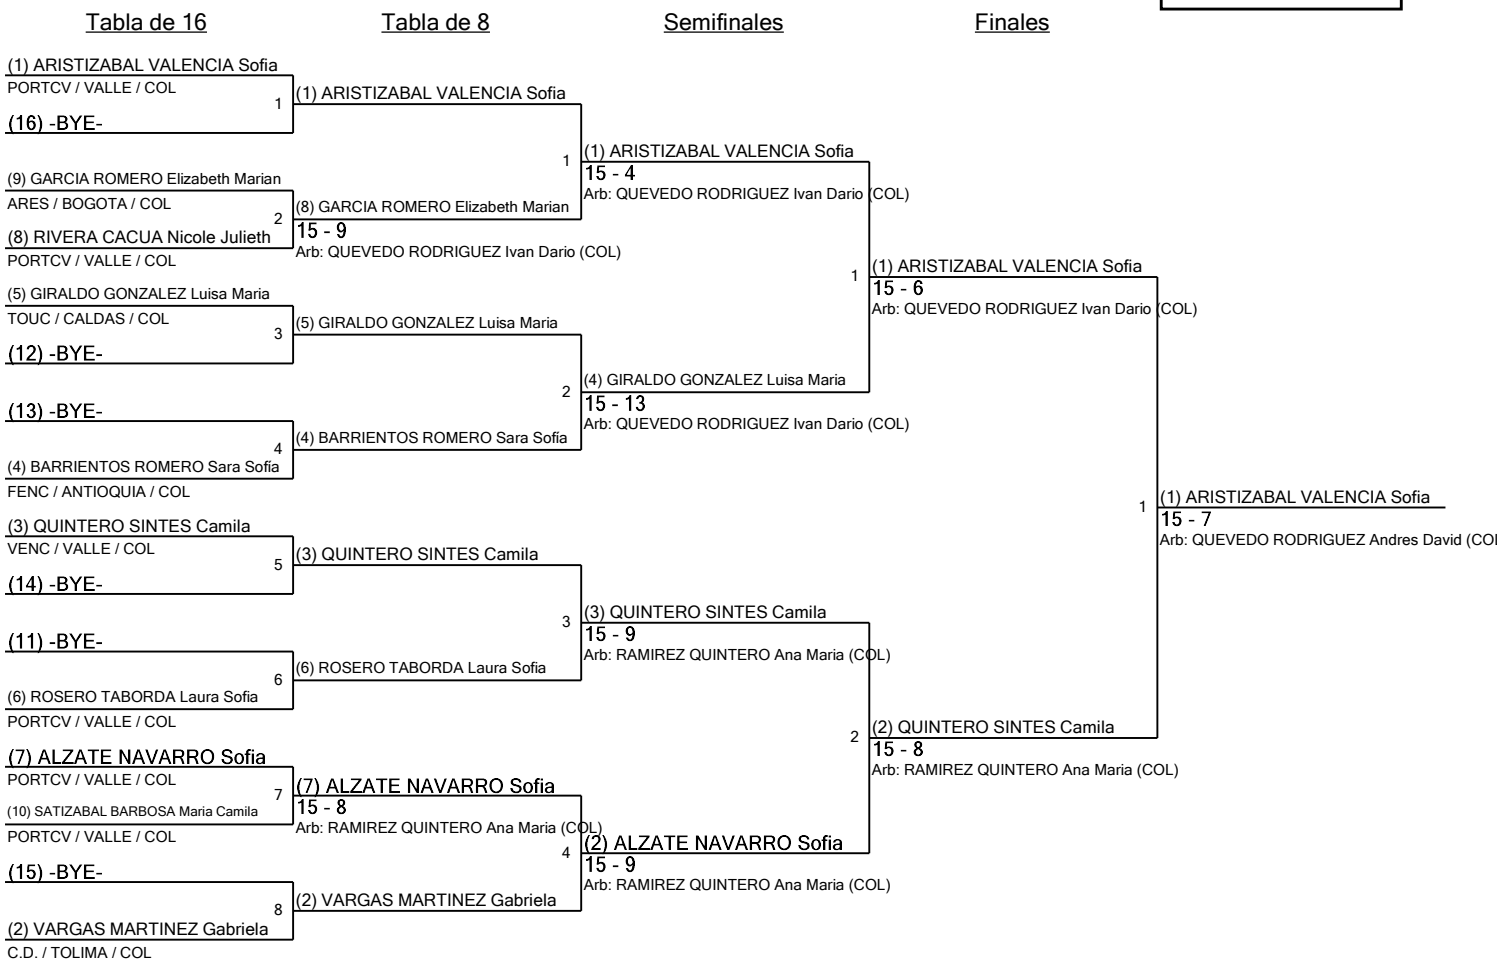 Tabla de 16
Tabla de 8
Semifinales
Finales
(1) ARISTIZABAL VALENCIA Sofia
PORTCV / VALLE / COL
1
(16) -BYE-
(9) GARCIA ROMERO Elizabeth Marian
ARES / BOGOTA / COL
2
(8) RIVERA CACUA Nicole Julieth
PORTCV / VALLE / COL
(5) GIRALDO GONZALEZ Luisa Maria
TOUC / CALDAS / COL
3
(12) -BYE-
(13) -BYE-
4
(4) BARRIENTOS ROMERO Sara Sofía
FENC / ANTIOQUIA / COL
(3) QUINTERO SINTES Camila
VENC / VALLE / COL
5
(14) -BYE-
(11) -BYE-
6
(6) ROSERO TABORDA Laura Sofia
PORTCV / VALLE / COL
(7) ALZATE NAVARRO Sofia
PORTCV / VALLE / COL
7
(10) SATIZABAL BARBOSA Maria Camila
PORTCV / VALLE / COL
(15) -BYE-
8
(2) VARGAS MARTINEZ Gabriela
C.D. / TOLIMA / COL
(1) ARISTIZABAL VALENCIA Sofia
1
(8) GARCIA ROMERO Elizabeth Marian
15 - 9
Arb: QUEVEDO RODRIGUEZ Ivan Dario (COL)
(5) GIRALDO GONZALEZ Luisa Maria
2
(4) BARRIENTOS ROMERO Sara Sofía
(3) QUINTERO SINTES Camila
3
(6) ROSERO TABORDA Laura Sofia
(7) ALZATE NAVARRO Sofia
15 - 8
Arb: RAMIREZ QUINTERO Ana Maria (COL)
4
(2) VARGAS MARTINEZ Gabriela
(1) ARISTIZABAL VALENCIA Sofia
15 - 4
Arb: QUEVEDO RODRIGUEZ Ivan Dario (COL)
1
(4) GIRALDO GONZALEZ Luisa Maria
15 - 13
Arb: QUEVEDO RODRIGUEZ Ivan Dario (COL)
(3) QUINTERO SINTES Camila
15 - 9
Arb: RAMIREZ QUINTERO Ana Maria (COL)
2
(2) ALZATE NAVARRO Sofia
15 - 9
Arb: RAMIREZ QUINTERO Ana Maria (COL)
(1) ARISTIZABAL VALENCIA Sofia
15 - 6
Arb: QUEVEDO RODRIGUEZ Ivan Dario (COL)
1
(2) QUINTERO SINTES Camila
15 - 8
Arb: RAMIREZ QUINTERO Ana Maria (COL)
(1) ARISTIZABAL VALENCIA Sofia
15 - 7
Arb: QUEVEDO RODRIGUEZ Andres David (COL